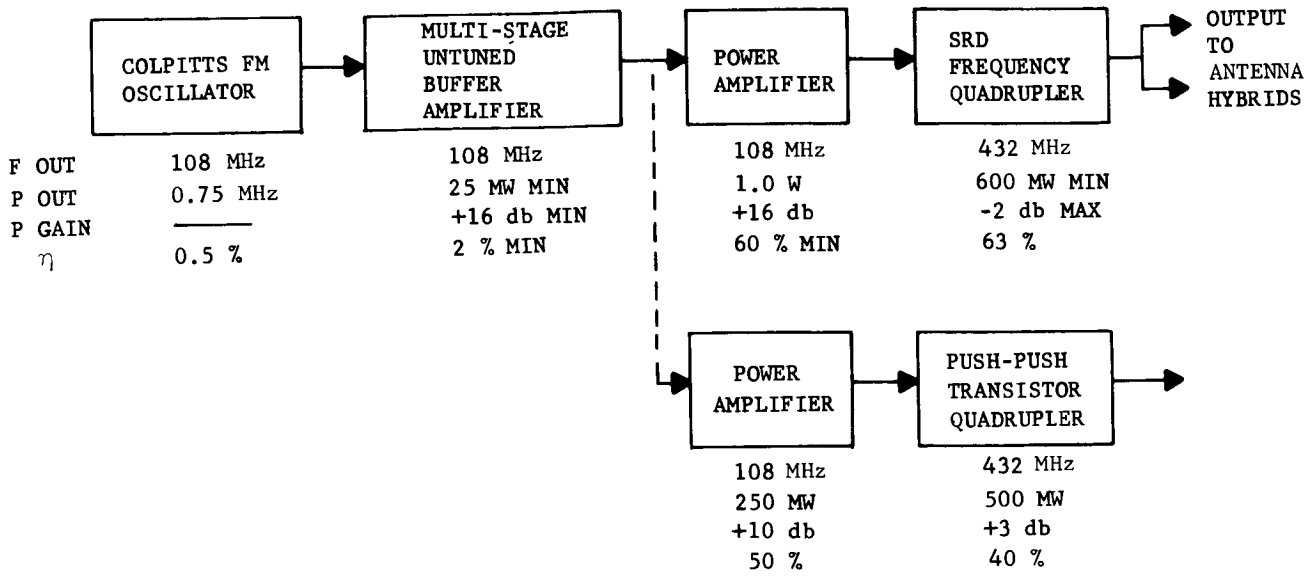 COLPITTS FM
OSCILLATOR
MULTI-STAGE
UNTUNED
BUFFER
AMPLIFIER
POWER
AMPLIFIER
SRD
FREQUENCY
QUADRUPLER
OUTPUT
TO
ANTENNA
HYBRIDS
F OUT 108 MHz 108 MHz 108 MHz 432 MHz
P OUT 0.75 MHz 25 MW MIN 1.0 W 600 MW MIN
P GAIN +16 db MIN +16 db -2 db MAX
η 0.5 % 2 % MIN 60 % MIN 63 %
POWER
AMPLIFIER
PUSH-PUSH
TRANSISTOR
QUADRUPLER
108 MHz 432 MHz
250 MW 500 MW
+10 db +3 db
50 % 40 %